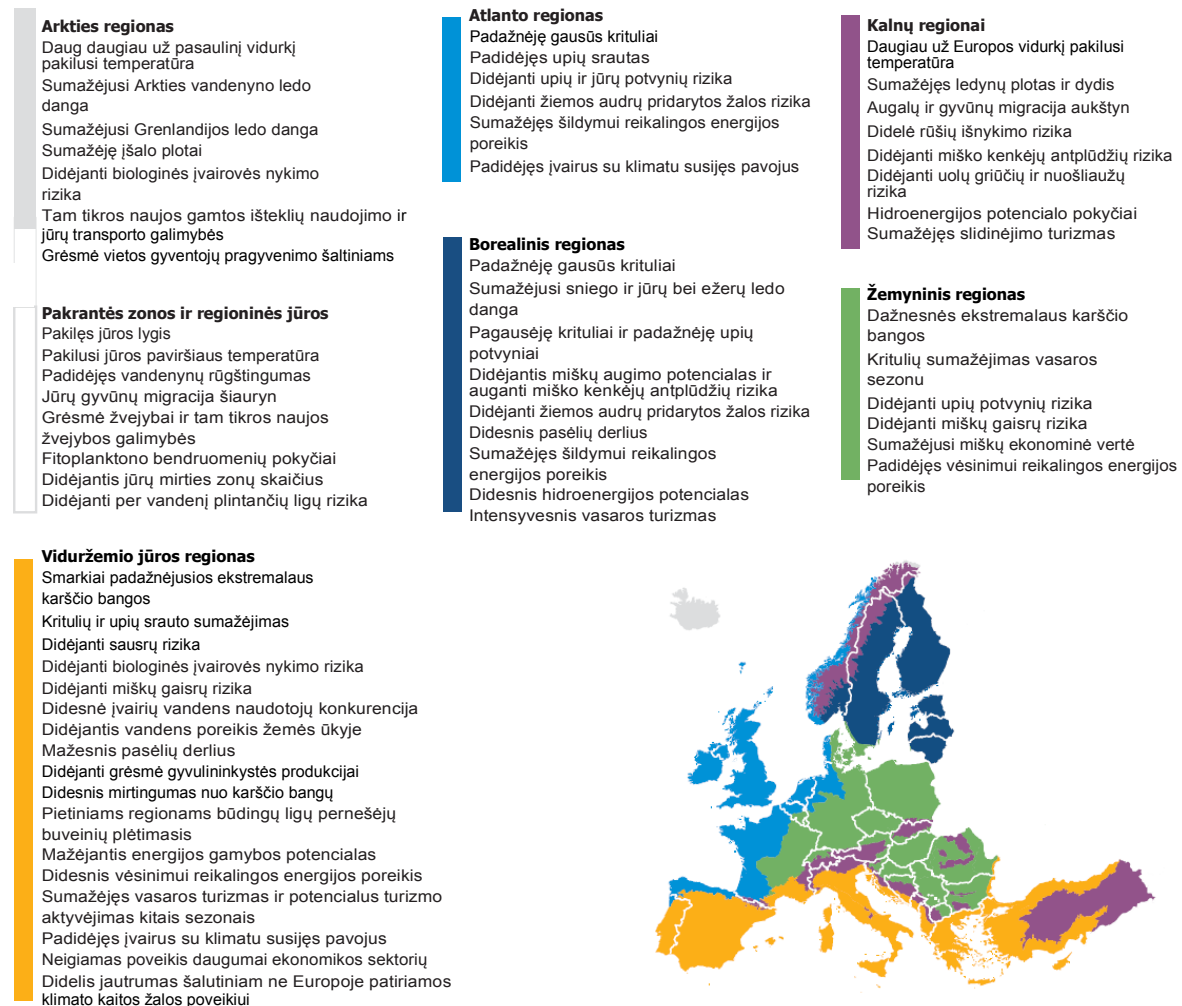 Arkties regionas
Daug daugiau už pasaulinį vidurkį
pakilusi temperatūra
Sumažėjusi Arkties vandenyno ledo
danga
Sumažėjusi Grenlandijos ledo danga
Sumažėję įšalo plotai
Didėjanti biologinės įvairovės nykimo
rizika
Tam tikros naujos gamtos išteklių naudojimo ir
jūrų transporto galimybės
Grėsmė vietos gyventojų pragyvenimo šaltiniams
Pakrantės zonos ir regioninės jūros
Pakilęs jūros lygis
Pakilusi jūros paviršiaus temperatūra
Padidėjęs vandenynų rūgštingumas
Jūrų gyvūnų migracija šiauryn
Grėsmė žvejybai ir tam tikros naujos
žvejybos galimybės
Fitoplanktono bendruomenių pokyčiai
Didėjantis jūrų mirties zonų skaičius
Didėjanti per vandenį plintančių ligų rizika
Atlanto regionas
Padažnėję gausūs krituliai
Padidėjęs upių srautas
Didėjanti upių ir jūrų potvynių rizika
Didėjanti žiemos audrų pridarytos žalos rizika
Sumažėjęs šildymui reikalingos energijos
poreikis
Padidėjęs įvairus su klimatu susijęs pavojus
Borealinis regionas
Padažnėję gausūs krituliai
Sumažėjusi sniego ir jūrų bei ežerų ledo
danga
Pagausėję krituliai ir padažnėję upių
potvyniai
Didėjantis miškų augimo potencialas ir
auganti miško kenkėjų antplūdžių rizika
Didėjanti žiemos audrų pridarytos žalos rizika
Didesnis pasėlių derlius
Sumažėjęs šildymui reikalingos
energijos poreikis
Didesnis hidroenergijos potencialas
Intensyvesnis vasaros turizmas
Kalnų regionai
Daugiau už Europos vidurkį pakilusi
temperatūra
Sumažėjęs ledynų plotas ir dydis
Augalų ir gyvūnų migracija aukštyn
Didelė rūšių išnykimo rizika
Didėjanti miško kenkėjų antplūdžių rizika
Didėjanti uolų griūčių ir nuošliaužų
rizika
Hidroenergijos potencialo pokyčiai
Sumažėjęs slidinėjimo turizmas
Žemyninis regionas
Dažnesnės ekstremalaus karščio
bangos
Kritulių sumažėjimas vasaros
sezonu
Didėjanti upių potvynių rizika
Didėjanti miškų gaisrų rizika
Sumažėjusi miškų ekonominė vertė
Padidėjęs vėsinimui reikalingos energijos
poreikis
Viduržemio jūros regionas
Smarkiai padažnėjusios ekstremalaus
karščio bangos
Kritulių ir upių srauto sumažėjimas
Didėjanti sausrų rizika
Didėjanti biologinės įvairovės nykimo rizika
Didėjanti miškų gaisrų rizika
Didesnė įvairių vandens naudotojų konkurencija
Didėjantis vandens poreikis žemės ūkyje
Mažesnis pasėlių derlius
Didėjanti grėsmė gyvulininkystės produkcijai
Didesnis mirtingumas nuo karščio bangų
Pietiniams regionams būdingų ligų pernešėjų
buveinių plėtimasis
Mažėjantis energijos gamybos potencialas
Didesnis vėsinimui reikalingos energijos poreikis
Sumažėjęs vasaros turizmas ir potencialus turizmo
aktyvėjimas kitais sezonais
Padidėjęs įvairus su klimatu susijęs pavojus
Neigiamas poveikis daugumai ekonomikos sektorių
Didelis jautrumas šalutiniam ne Europoje patiriamos
klimato kaitos žalos poveikiui